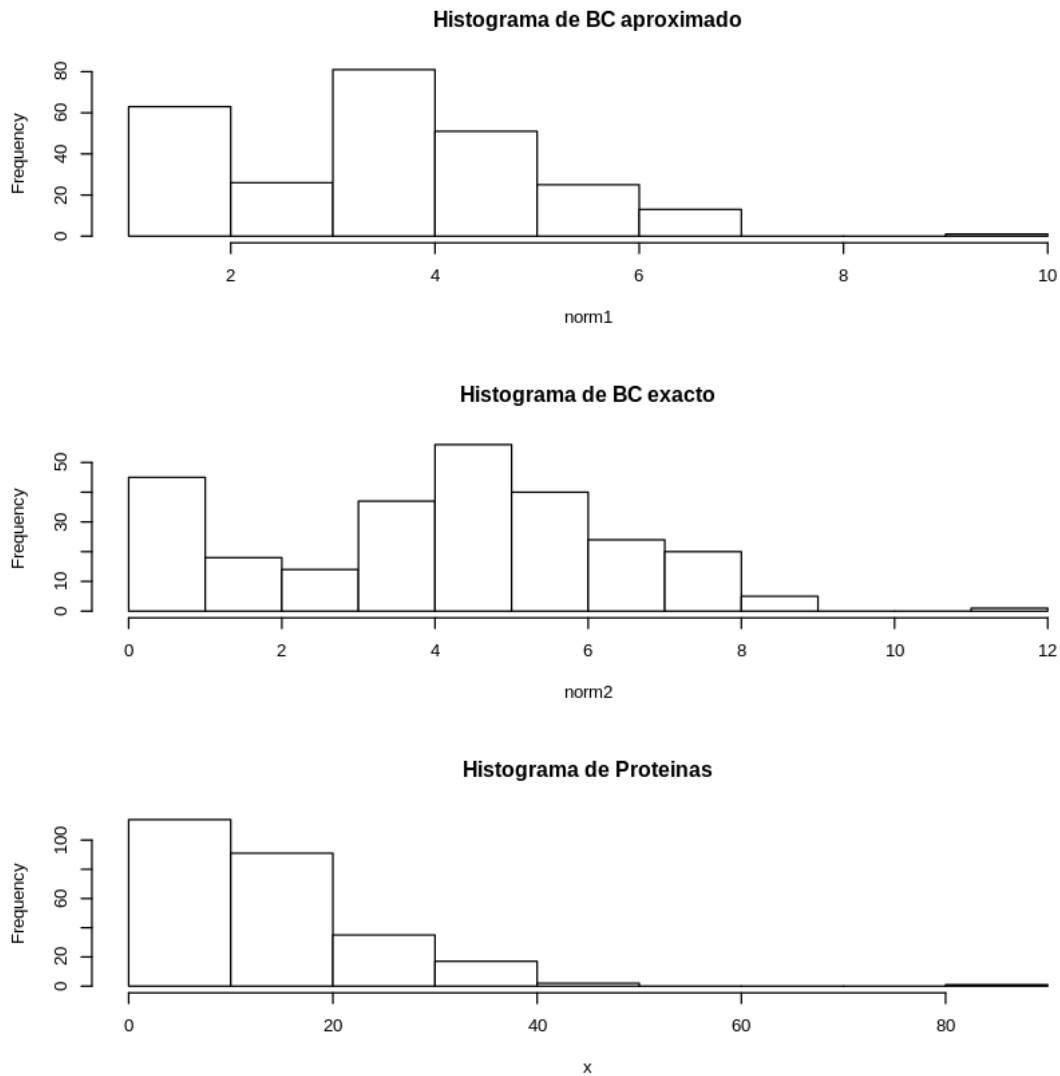 Histograma de BC aproximado
Frequency
80
60
40
20
0
2 4 6 8 10
norm1
Histograma de BC exacto
Frequency
50
30
10
0
0 2 4 6 8 10 12
norm2
Histograma de Proteinas
Frequency
100
60
20
0
0 20 40 60 80
x